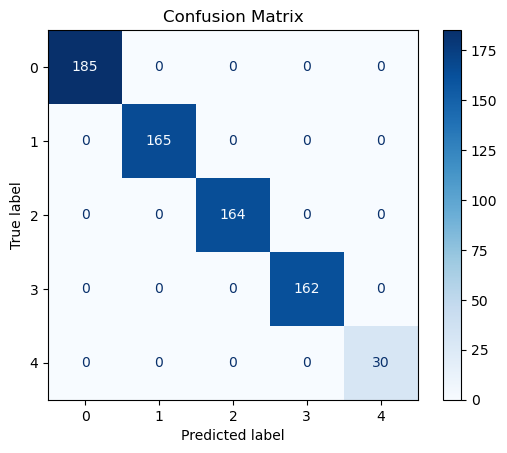 Confusion Matrix
True label
0 185 0 0 0 0
1 0 165 0 0 0
2 0 0 164 0 0
3 0 0 0 162 0
4 0 0 0 0 30
0 1 2 3 4
Predicted label
175
150
125
100
75
50
25
0